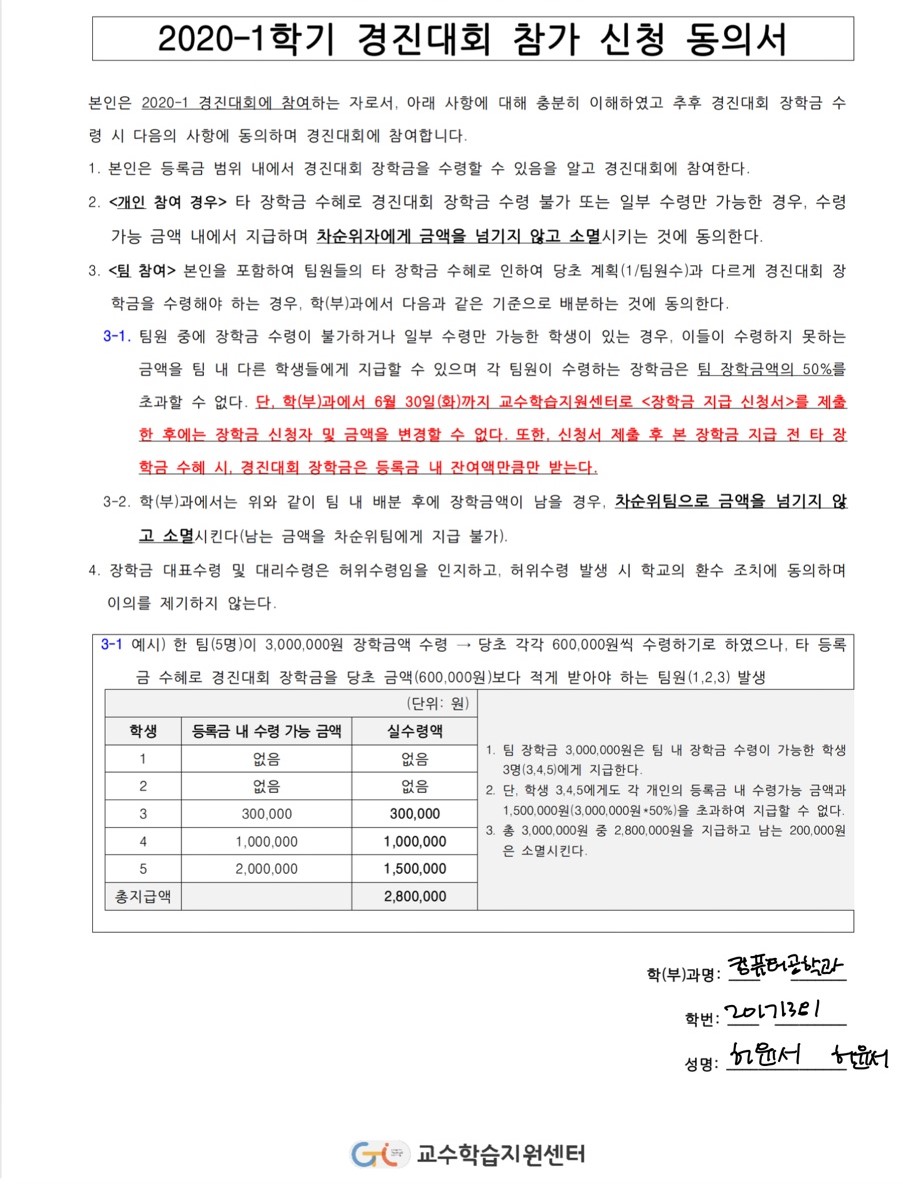 2020-1학기 경진대회 참가 신청 동의서
본인은 2020-1 경진대회에 참여하는 자로서, 아래 사항에 대해 충분히 이해하였고 추후 경진대회 장학금 수
령 시 다음의 사항에 동의하며 경진대회에 참여합니다.
1. 본인은 등록금 범위 내에서 경진대회 장학금을 수령할 수 있음을 알고 경진대회에 참여한다.
2. <개인 참여 경우> 타 장학금 수혜로 경진대회 장학금 수령 불가 또는 일부 수령만 가능한 경우, 수령
가능 금액 내에서 지급하며 차순위자에게 금액을 넘기지 않고 소멸시키는 것에 동의한다.
3. <팀 참여> 본인을 포함하여 팀원들의 타 장학금 수혜로 인하여 당초 계획(1/팀원수)과 다르게 경진대회 장
학금을 수령해야 하는 경우, 학(부)과에서 다음과 같은 기준으로 배분하는 것에 동의한다.
3-1. 팀원 중에 장학금 수령이 불가하거나 일부 수령만 가능한 학생이 있는 경우, 이들이 수령하지 못하는
금액을 팀 내 다른 학생들에게 지급할 수 있으며 각 팀원이 수령하는 장학금은 팀 장학금액의 50%를
초과할 수 없다. 단, 학(부)과에서 6월 30일(화)까지 교수학습지원센터로 <장학금 지급 신청서>를 제출
한 후에는 장학금 신청자 및 금액을 변경할 수 없다. 또한, 신청서 제출 후 본 장학금 지급 전 타 장
학금 수혜 시, 경진대회 장학금은 등록금 내 잔여액만큼만 받는다.
3-2. 학(부)과에서는 위와 같이 팀 내 배분 후에 장학금액이 남을 경우, 차순위팀으로 금액을 넘기지 않
고 소멸시킨다(남는 금액을 차순위팀에게 지급 불가).
4. 장학금 대표수령 및 대리수령은 허위수령임을 인지하고, 허위수령 발생 시 학교의 환수 조치에 동의하며
이의를 제기하지 않는다.
3-1 예시) 한 팀(5명)이 3,000,000원 장학금액 수령 → 당초 각각 600,000원씩 수령하기로 하였으나, 타 등록
금 수혜로 경진대회 장학금을 당초 금액(600,000원)보다 적게 받아야 하는 팀원(1,2,3) 발생
(단위: 원)
학생 등록금 내 수령 가능 금액 실수령액
1 없음 없음
2 없음 없음
3 300,000 300,000
4 1,000,000 1,000,000
5 2,000,000 1,500,000
총지급액 2,800,000
1. 팀 장학금 3,000,000원은 팀 내 장학금 수령이 가능한 학생
3명(3,4,5)에게 지급한다.
2. 단, 학생 3,4,5에게도 각 개인의 등록금 내 수령가능 금액과
1,500,000원(3,000,000원*50%)을 초과하여 지급할 수 없다.
3. 총 3,000,000원 중 2,800,000원을 지급하고 남는 200,000원
은 소멸시킨다.
학(부)과명: 컴퓨터공학과
학번:
성명: 허윤서 허윤서
교수학습지원센터